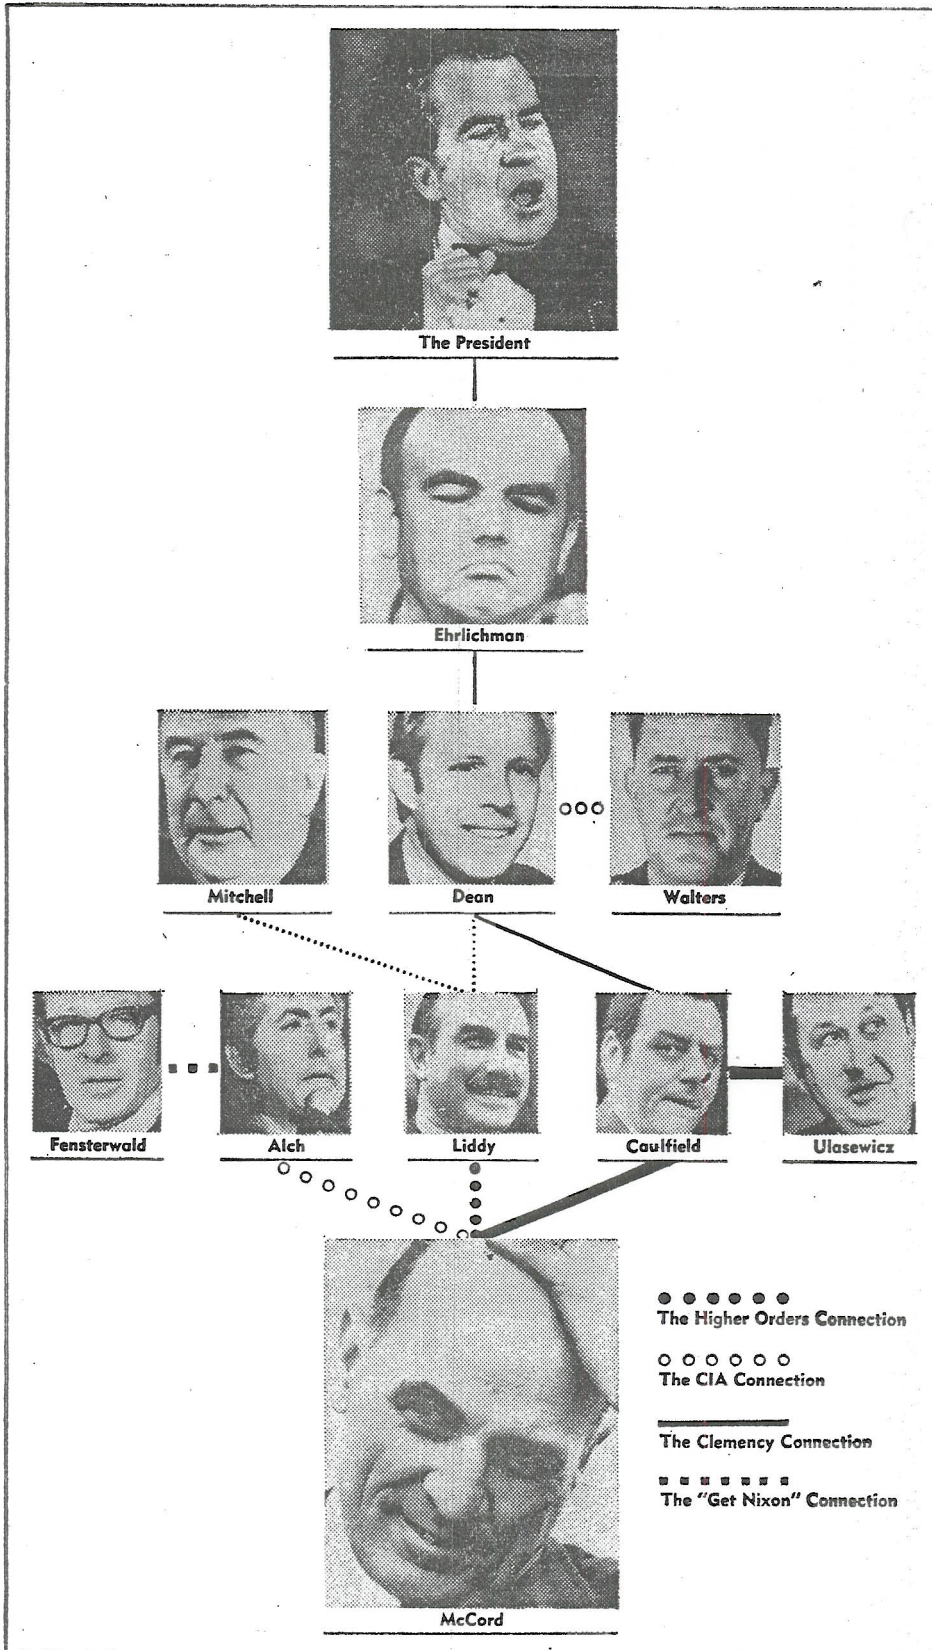 The President
Ehrlichman
Mitchell
Dean
Walters
Fensterwald
Alch
Liddy
Caulfield
Ulasewicz
The Higher Orders Connection
The CIA Connection
The Clemency Connection
The "Get Nixon" Connection
McCord